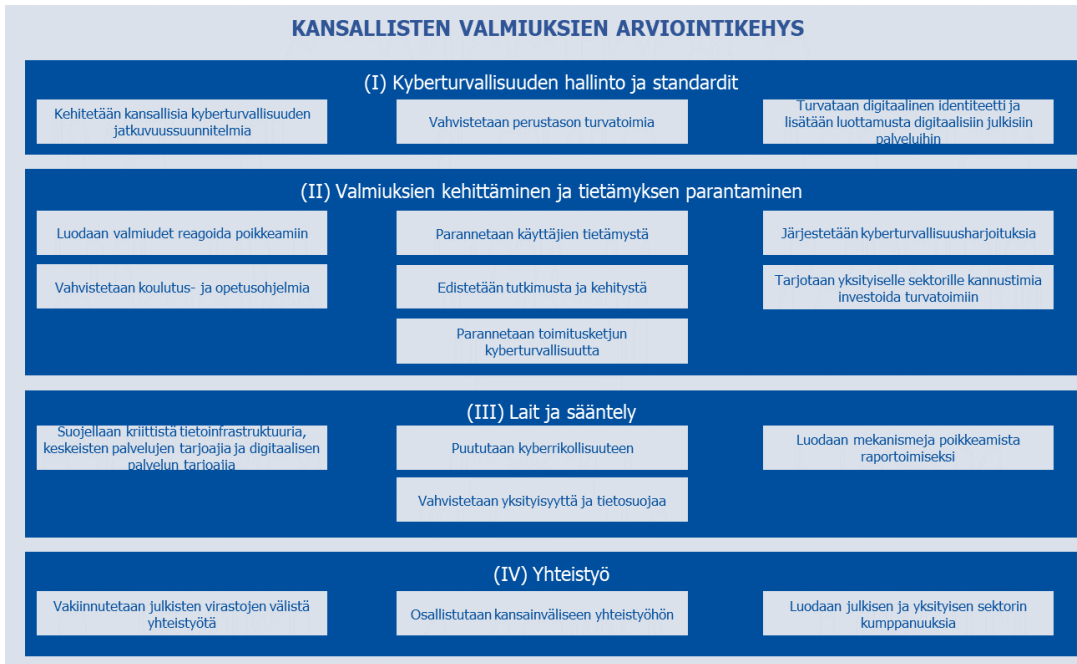 KANSALLISTEN VALMIUKSIEN ARVIOINTIKEHYS
(I) Kyberturvallisuuden hallinto ja standardit
Kehitetään kansallisia kyberturvallisuuden
jatkuvuussuunnitelmia
Vahvistetaan perustason turvatoimia
Turvataan digitaalinen identiteetti ja
lisätään luottamusta digitaalisiin julkisiin
palveluihin
(II) Valmiuksien kehittäminen ja tietämyksen parantaminen
Luodaan valmiudet reagoida poikkeamiin
Parannetaan käyttäjien tietämystä
Järjestetään kyberturvallisuusharjoituksia
Vahvistetaan koulutus- ja opetusohjelmia
Edistetään tutkimusta ja kehitystä
Tarjotaan yksityiselle sektorille kannustimia
investoida turvatoimiin
Parannetaan toimitusketjun
kyberturvallisuutta
(III) Lait ja sääntely
Suojellaan kriittistä tietoinfrastruktuuria,
keskeisten palvelujen tarjoajia ja digitaalisen
palvelun tarjoajia
Puututaan kyberrikollisuuteen
Luodaan mekanismeja poikkeamista
raportoimiseksi
Vahvistetaan yksityisyyttä ja tietosuojaa
(IV) Yhteistyö
Vakiinnutetaan julkisten virastojen välistä
yhteistyötä
Osallistutaan kansainväliseen yhteistyöhön
Luodaan julkisen ja yksityisen sektorin
kumppanuuksia